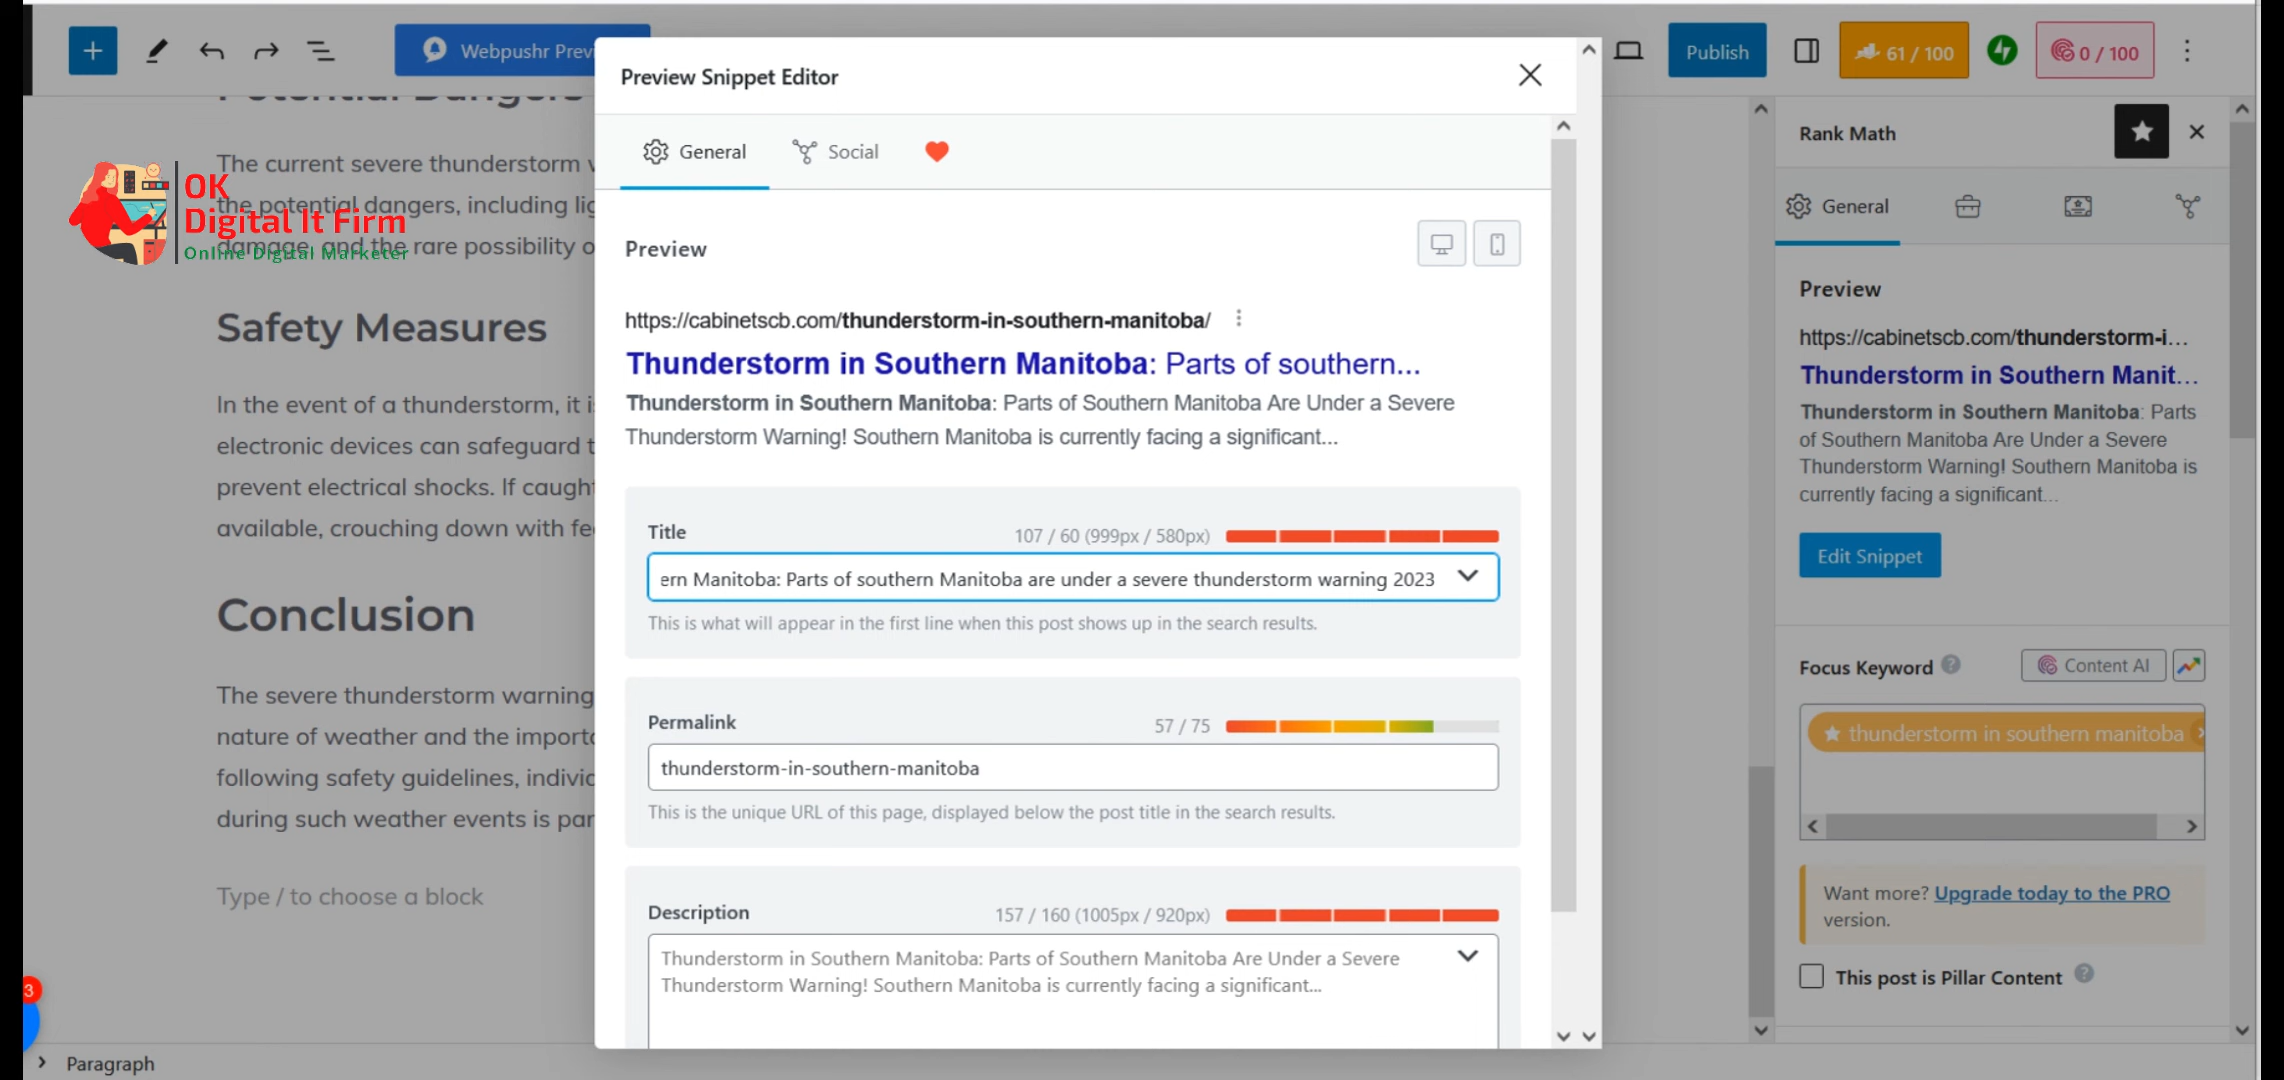 Webpushr Previ
Publish
61 / 100
0 / 100
Potential Dangers
The current severe thunderstorm w
the potential dangers, including lig
damage, and the rare possibility o
OK
Digital It Firm
Online Digital Marketer
Safety Measures
In the event of a thunderstorm, it i
electronic devices can safeguard t
prevent electrical shocks. If caught
available, crouching down with fe
Conclusion
The severe thunderstorm warning
nature of weather and the importa
following safety guidelines, individ
during such weather events is par
Type / to choose a block
3
Paragraph
Preview Snippet Editor
General
Social
Preview
https://cabinetscb.com/thunderstorm-in-southern-manitoba/
Thunderstorm in Southern Manitoba: Parts of southern...
Thunderstorm in Southern Manitoba: Parts of Southern Manitoba Are Under a Severe
Thunderstorm Warning! Southern Manitoba is currently facing a significant...
Title
107 / 60 (999px / 580px)
ern Manitoba: Parts of southern Manitoba are under a severe thunderstorm warning 2023
This is what will appear in the first line when this post shows up in the search results.
Permalink
57 / 75
thunderstorm-in-southern-manitoba
This is the unique URL of this page, displayed below the post title in the search results.
Description
157 / 160 (1005px / 920px)
Thunderstorm in Southern Manitoba: Parts of Southern Manitoba Are Under a Severe
Thunderstorm Warning! Southern Manitoba is currently facing a significant...
Rank Math
General
Preview
https://cabinetscb.com/thunderstorm-i...
Thunderstorm in Southern Manit...
Thunderstorm in Southern Manitoba: Parts
of Southern Manitoba Are Under a Severe
Thunderstorm Warning! Southern Manitoba is
currently facing a significant...
Edit Snippet
Focus Keyword
Content AI
thunderstorm in southern manitoba
Want more? Upgrade today to the PRO
version.
This post is Pillar Content